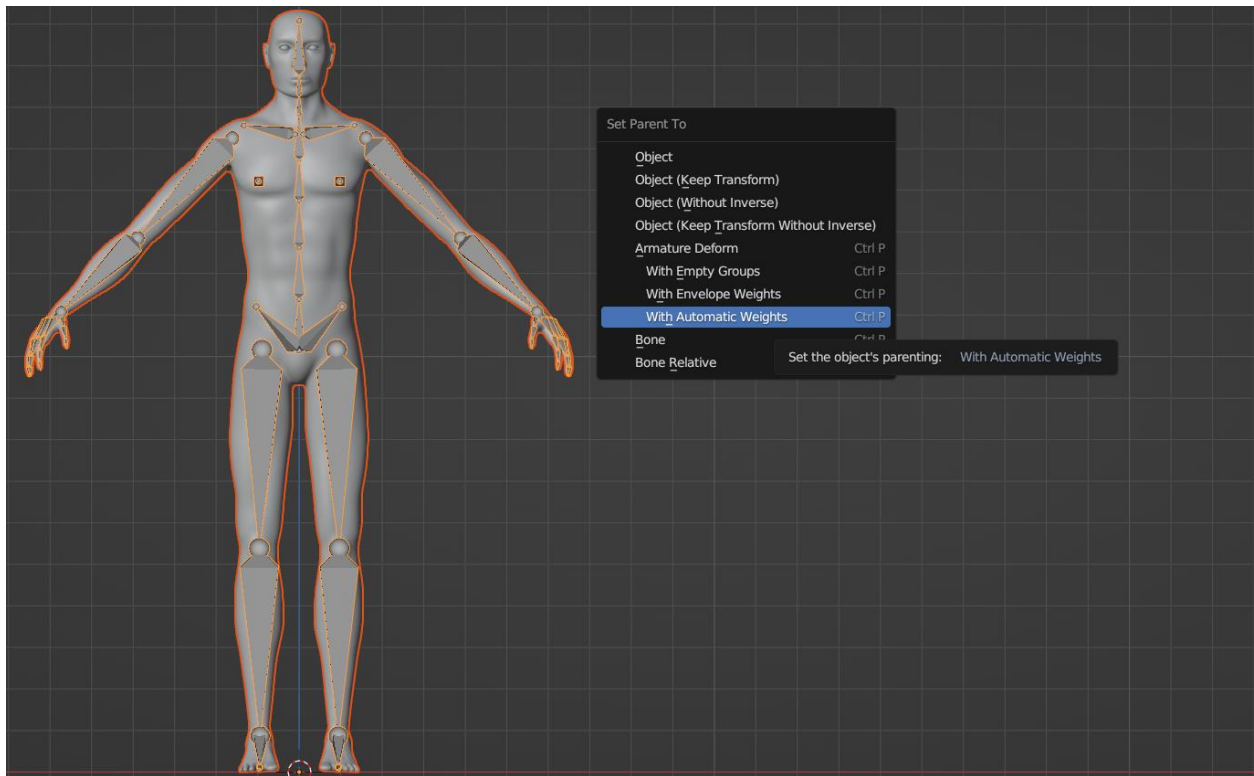 Set Parent To
Object
Object (Keep Transform)
Object (Without Inverse)
Object (Keep Transform Without Inverse)
Armature Deform Ctrl P
With Empty Groups Ctrl P
With Envelope Weights Ctrl P
With Automatic Weights Ctrl P
Bone Ctrl P
Bone Relative
Set the object's parenting: With Automatic Weights